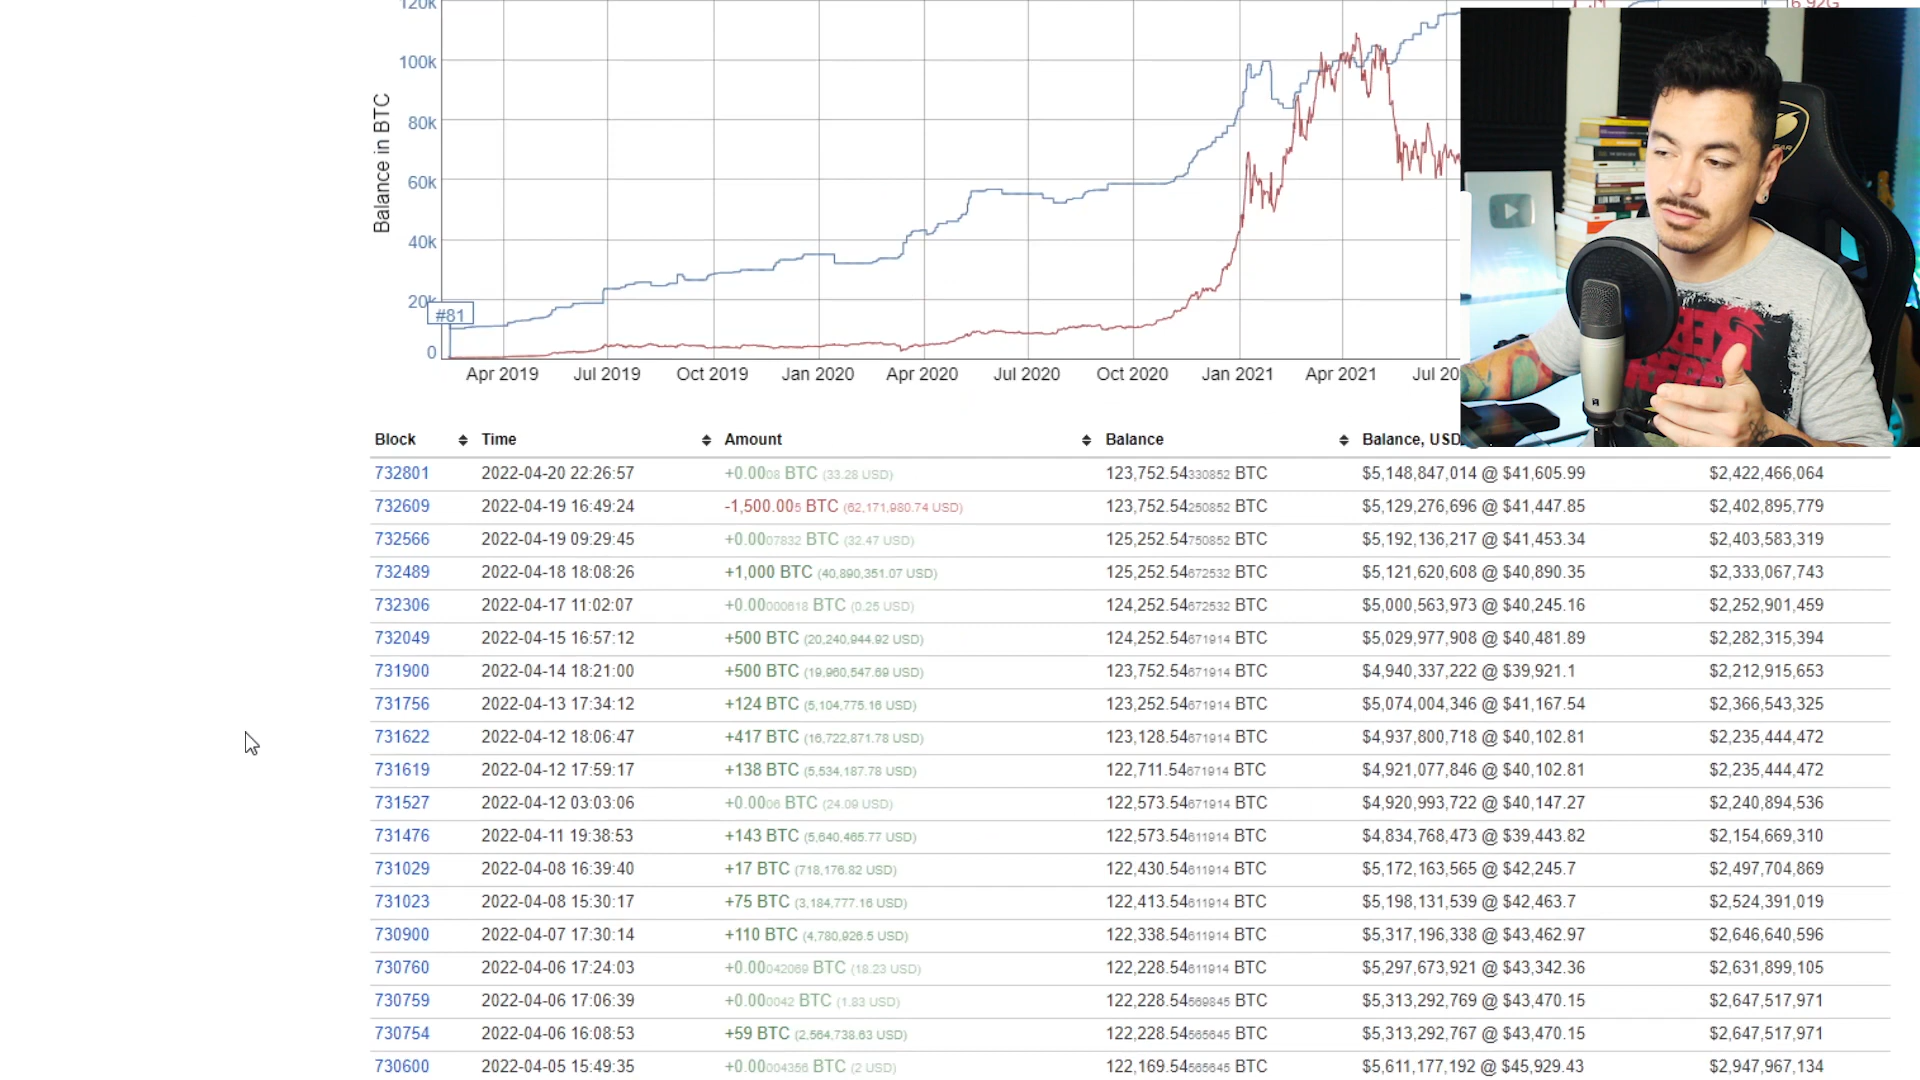 120k
6.92G
100k
80k
60k
40k
20k
0
Balance in BTC
#81
Apr 2019 Jul 2019 Oct 2019 Jan 2020 Apr 2020 Jul 2020 Oct 2020 Jan 2021 Apr 2021 Jul 20
Block Time Amount Balance Balance, USD
732801 2022-04-20 22:26:57 +0.0008 BTC (33.28 USD) 123,752.54330852 BTC $5,148,847,014 @ $41,605.99 $2,422,466,064
732609 2022-04-19 16:49:24 -1,500.005 BTC (62,171,980.74 USD) 123,752.54250852 BTC $5,129,276,696 @ $41,447.85 $2,402,895,779
732566 2022-04-19 09:29:45 +0.0007832 BTC (32.47 USD) 125,252.54750852 BTC $5,192,136,217 @ $41,453.34 $2,403,583,319
732489 2022-04-18 18:08:26 +1,000 BTC (40,890,351.07 USD) 125,252.54672532 BTC $5,121,620,608 @ $40,890.35 $2,333,067,743
732306 2022-04-17 11:02:07 +0.00000618 BTC (0.25 USD) 124,252.54672532 BTC $5,000,563,973 @ $40,245.16 $2,252,901,459
732049 2022-04-15 16:57:12 +500 BTC (20,240,944.92 USD) 124,252.54671914 BTC $5,029,977,908 @ $40,481.89 $2,282,315,394
731900 2022-04-14 18:21:00 +500 BTC (19,960,547.69 USD) 123,752.54671914 BTC $4,940,337,222 @ $39,921.1 $2,212,915,653
731756 2022-04-13 17:34:12 +124 BTC (5,104,775.16 USD) 123,252.54671914 BTC $5,074,004,346 @ $41,167.54 $2,366,543,325
731622 2022-04-12 18:06:47 +417 BTC (16,722,871.78 USD) 123,128.54671914 BTC $4,937,800,718 @ $40,102.81 $2,235,444,472
731619 2022-04-12 17:59:17 +138 BTC (5,534,187.78 USD) 122,711.54671914 BTC $4,921,077,846 @ $40,102.81 $2,235,444,472
731527 2022-04-12 03:03:06 +0.0006 BTC (24.09 USD) 122,573.54671914 BTC $4,920,993,722 @ $40,147.27 $2,240,894,536
731476 2022-04-11 19:38:53 +143 BTC (5,640,465.77 USD) 122,573.54611914 BTC $4,834,768,473 @ $39,443.82 $2,154,669,310
731029 2022-04-08 16:39:40 +17 BTC (718,176.82 USD) 122,430.54611914 BTC $5,172,163,565 @ $42,245.7 $2,497,704,869
731023 2022-04-08 15:30:17 +75 BTC (3,184,777.16 USD) 122,413.54611914 BTC $5,198,131,539 @ $42,463.7 $2,524,391,019
730900 2022-04-07 17:30:14 +110 BTC (4,780,926.5 USD) 122,338.54611914 BTC $5,317,196,338 @ $43,462.97 $2,646,640,596
730760 2022-04-06 17:24:03 +0.00042069 BTC (18.23 USD) 122,228.54611914 BTC $5,297,673,921 @ $43,342.36 $2,631,899,105
730759 2022-04-06 17:06:39 +0.000042 BTC (1.83 USD) 122,228.54569845 BTC $5,313,292,769 @ $43,470.15 $2,647,517,971
730754 2022-04-06 16:08:53 +59 BTC (2,564,738.63 USD) 122,228.54565645 BTC $5,313,292,767 @ $43,470.15 $2,647,517,971
730600 2022-04-05 15:49:35 +0.00004356 BTC (2 USD) 122,169.54565645 BTC $5,611,177,192 @ $45,929.43 $2,947,967,134